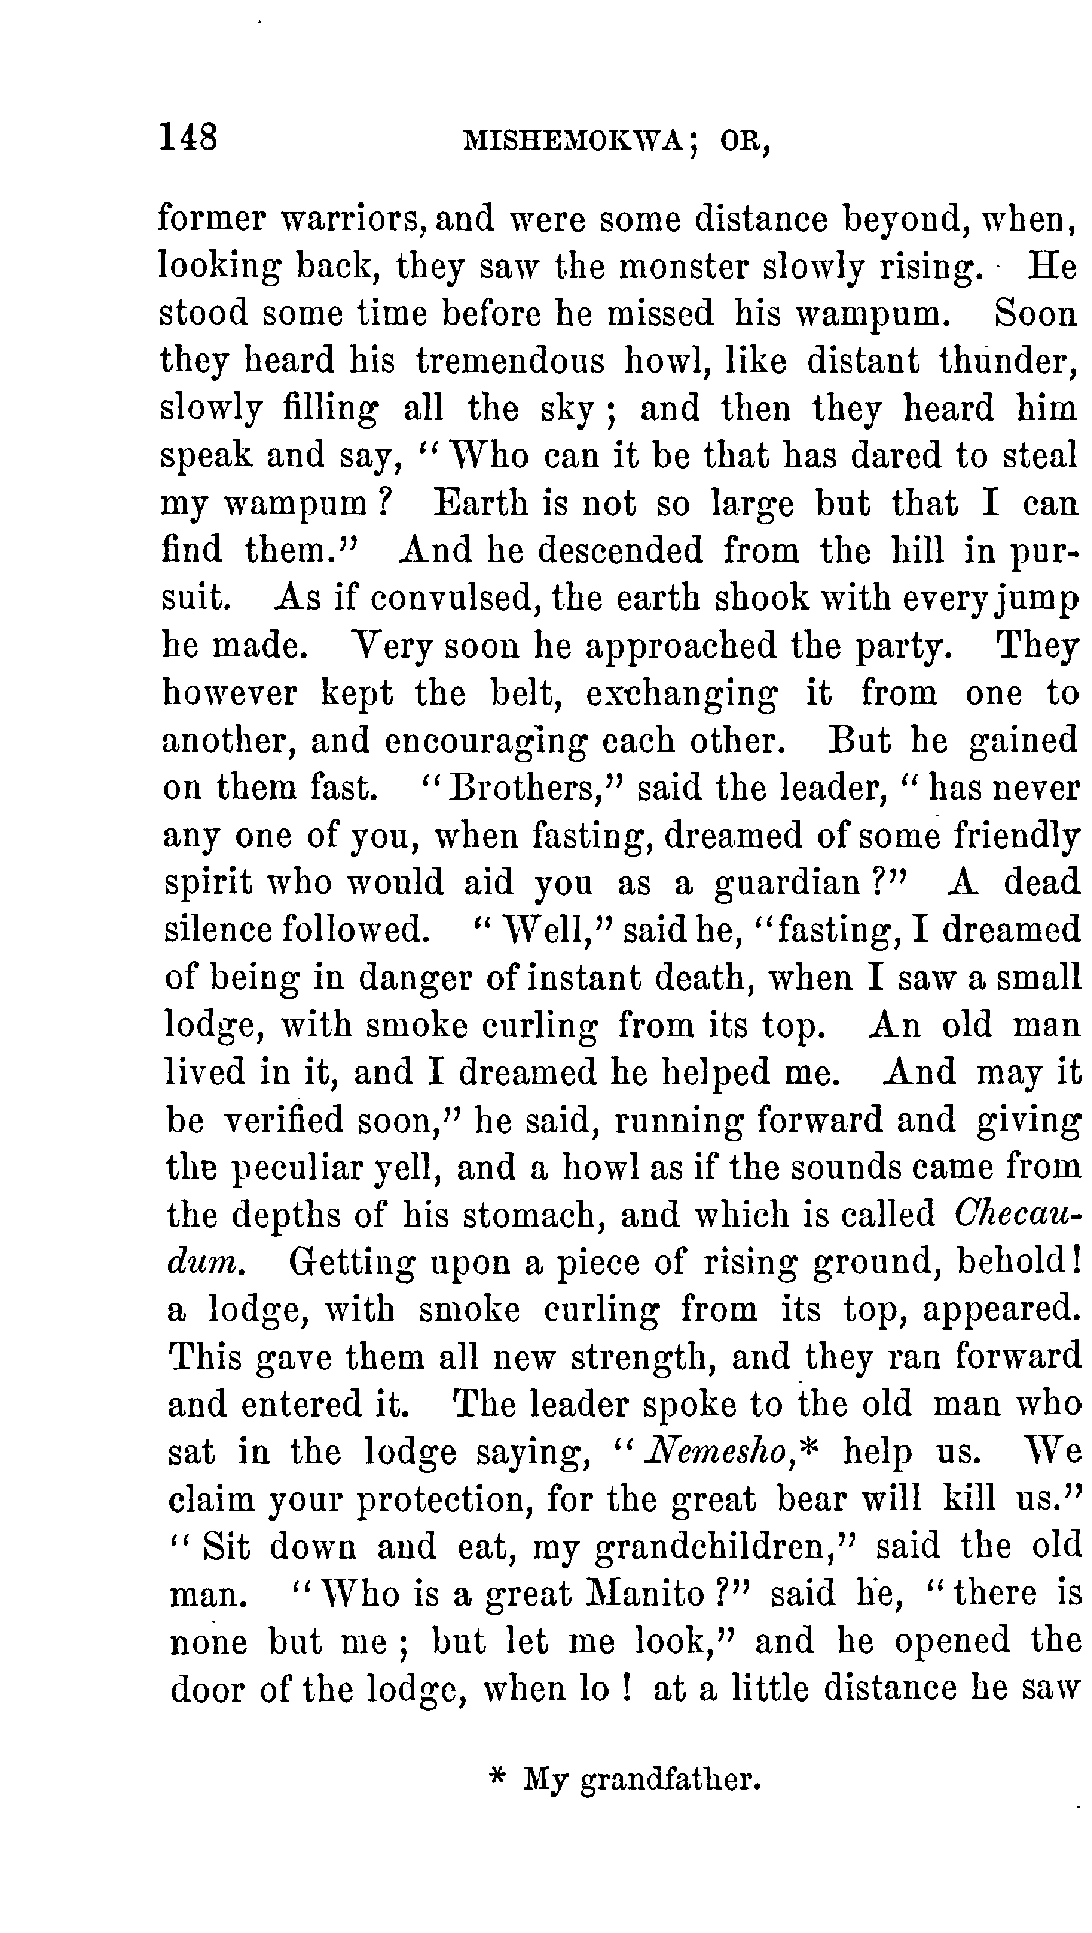 148 MISHEMOKWA; OR,
former warriors, and were some distance beyond, when,
looking back, they saw the monster slowly rising. He
stood some time before he missed his wampum. Soon
they heard his tremendous howl, like distant thunder,
slowly filling all the sky ; and then they heard him
speak and say, “ Who can it be that has dared to steal
my wampum ? Earth is not so large but that I can
find them.” And he descended from the hill in pur-
suit. As if convulsed, the earth shook with every jump
he made. Very soon he approached the party. They
however kept the belt, exchanging it from one to
another, and encouraging each other. But he gained
on them fast. “ Brothers,” said the leader, “ has never
any one of you, when fasting, dreamed of some friendly
spirit who would aid you as a guardian ?” A dead
silence followed. “ Well,” said he, “fasting, I dreamed
of being in danger of instant death, when I saw a small
lodge, with smoke curling from its top. An old man
lived in it, and I dreamed he helped me. And may it
be verified soon,” he said, running forward and giving
the peculiar yell, and a howl as if the sounds came from
the depths of his stomach, and which is called Checau-
dum. Getting upon a piece of rising ground, behold!
a lodge, with smoke curling from its top, appeared.
This gave them all new strength, and they ran forward
and entered it. The leader spoke to the old man who
sat in the lodge saying, “ Nemesho,* help us. We
claim your protection, for the great bear will kill us.”
“ Sit down and eat, my grandchildren,” said the old
man. “ Who is a great Manito ?” said he, “ there is
none but me ; but let me look,” and he opened the
door of the lodge, when lo ! at a little distance he saw
* My grandfather.